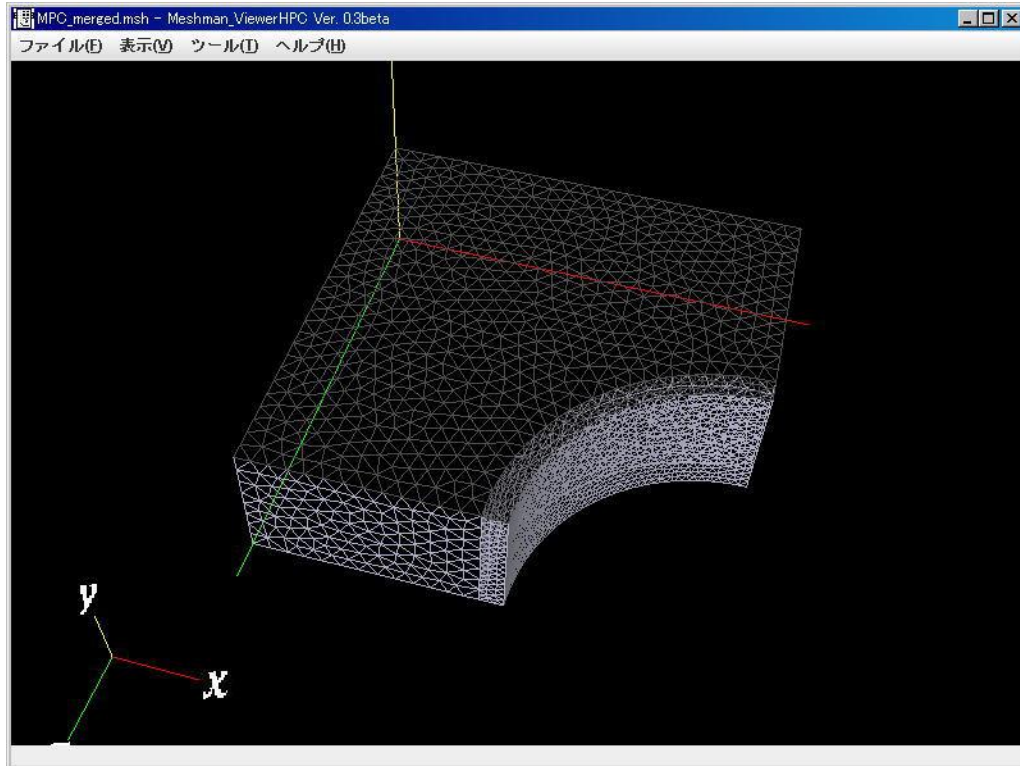 MPC_merged.msh - Meshman_ViewerHPC Ver. 0.3beta
ファイル(F) 表示(V) ツール(T) ヘルプ(H)
y
x